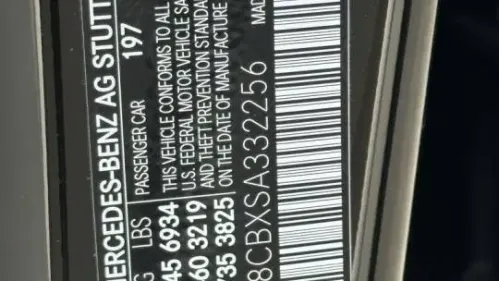 MERCEDES-BENZ AG STUTT
197
LBS PASSENGER CAR
45 6934 THIS VEHICLE CONFORMS TO ALL
60 3219 U.S. FEDERAL MOTOR VEHICLE SA
735 3825 AND THEFT PREVENTION STANDA
ON THE DATE OF MANUFACTURE
8CBXSA332256
MAD